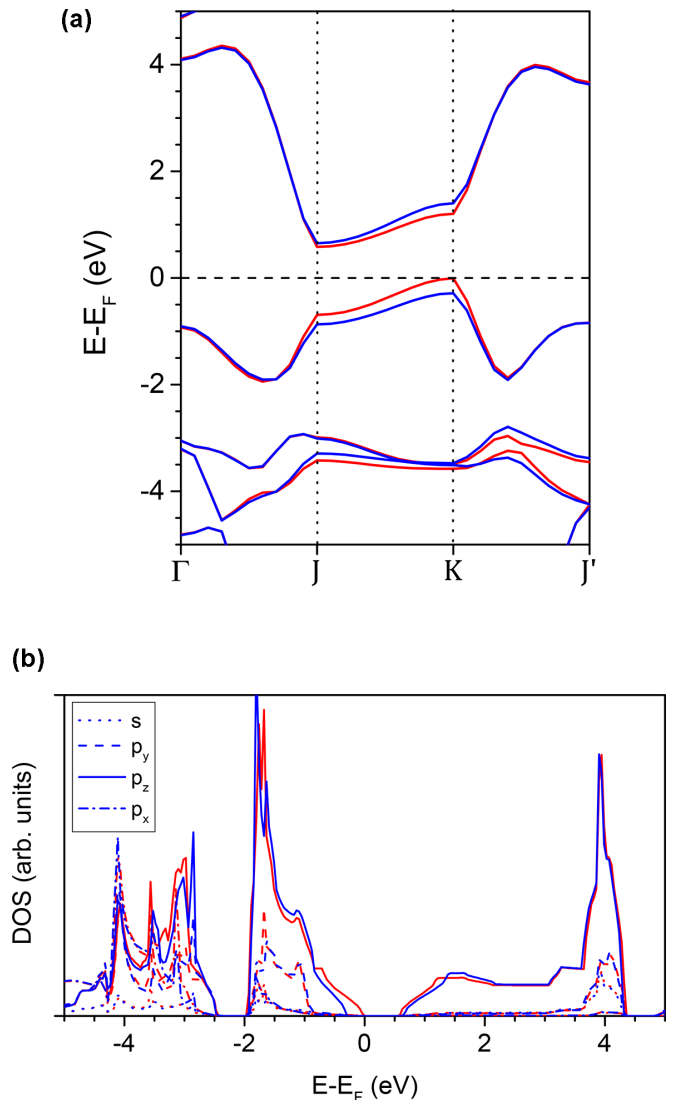 (a)
4
2
0
-2
-4
E-E_F (eV)
Γ J K J'
(b)
s
p_y
p_z
p_x
DOS (arb. units)
-4 -2 0 2 4
E-E_F (eV)